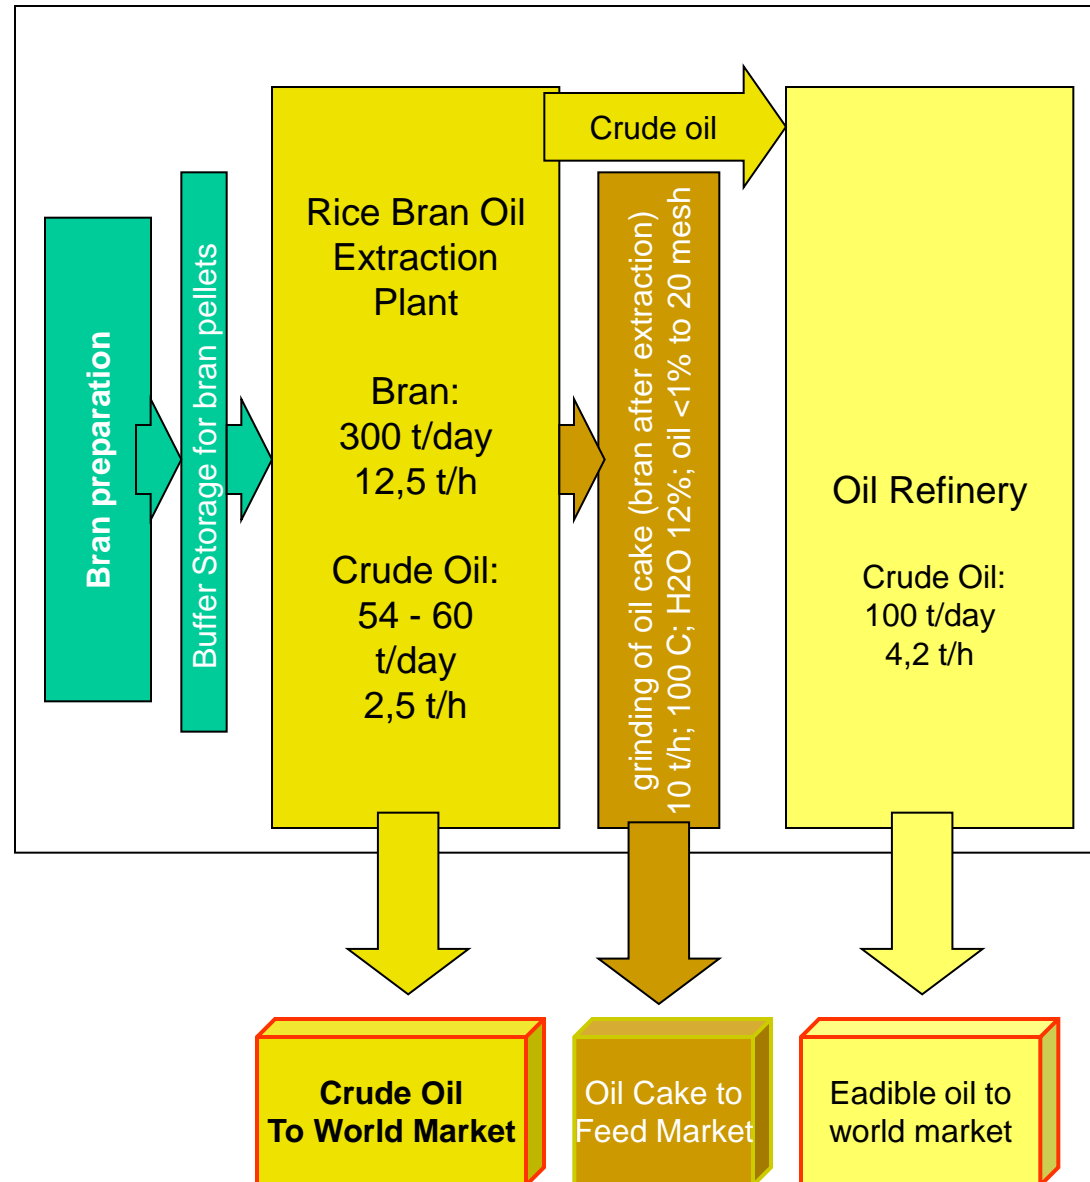 Bran preparation
Buffer Storage for bran pellets
Rice Bran Oil
Extraction
Plant
Bran:
300 t/day
12,5 t/h
Crude Oil:
54 - 60
t/day
2,5 t/h
Crude oil
grinding of oil cake (bran after extraction)
10 t/h; 100 C; H2O 12%; oil <1% to 20 mesh
Oil Refinery
Crude Oil:
100 t/day
4,2 t/h
Crude Oil
To World Market
Oil Cake to
Feed Market
Eadible oil to
world market